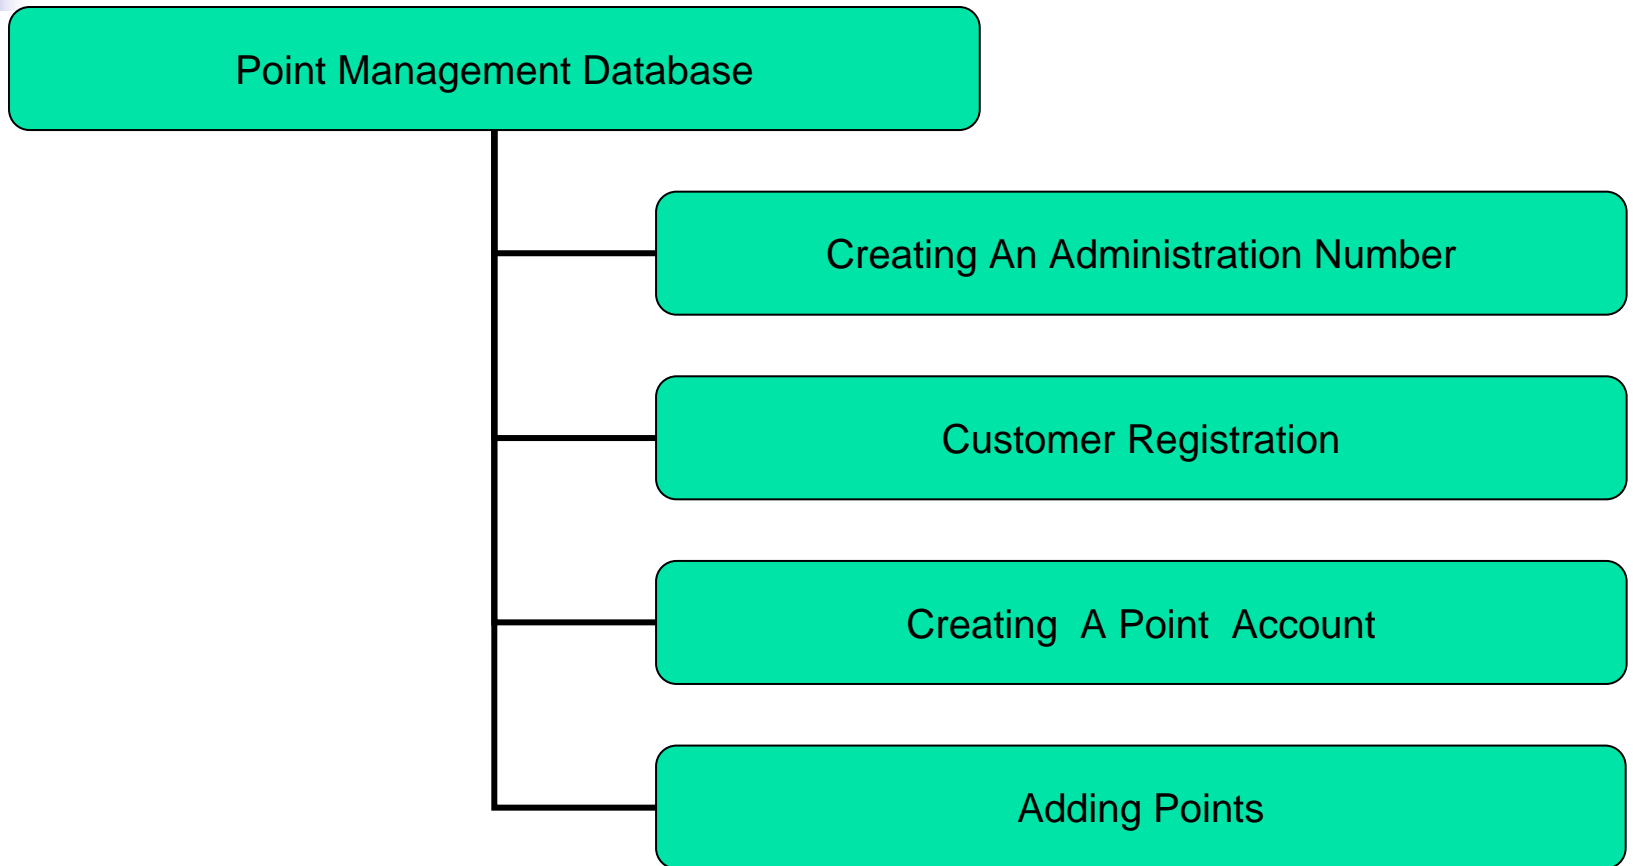 Point Management Database
Creating An Administration Number
Customer Registration
Creating A Point Account
Adding Points